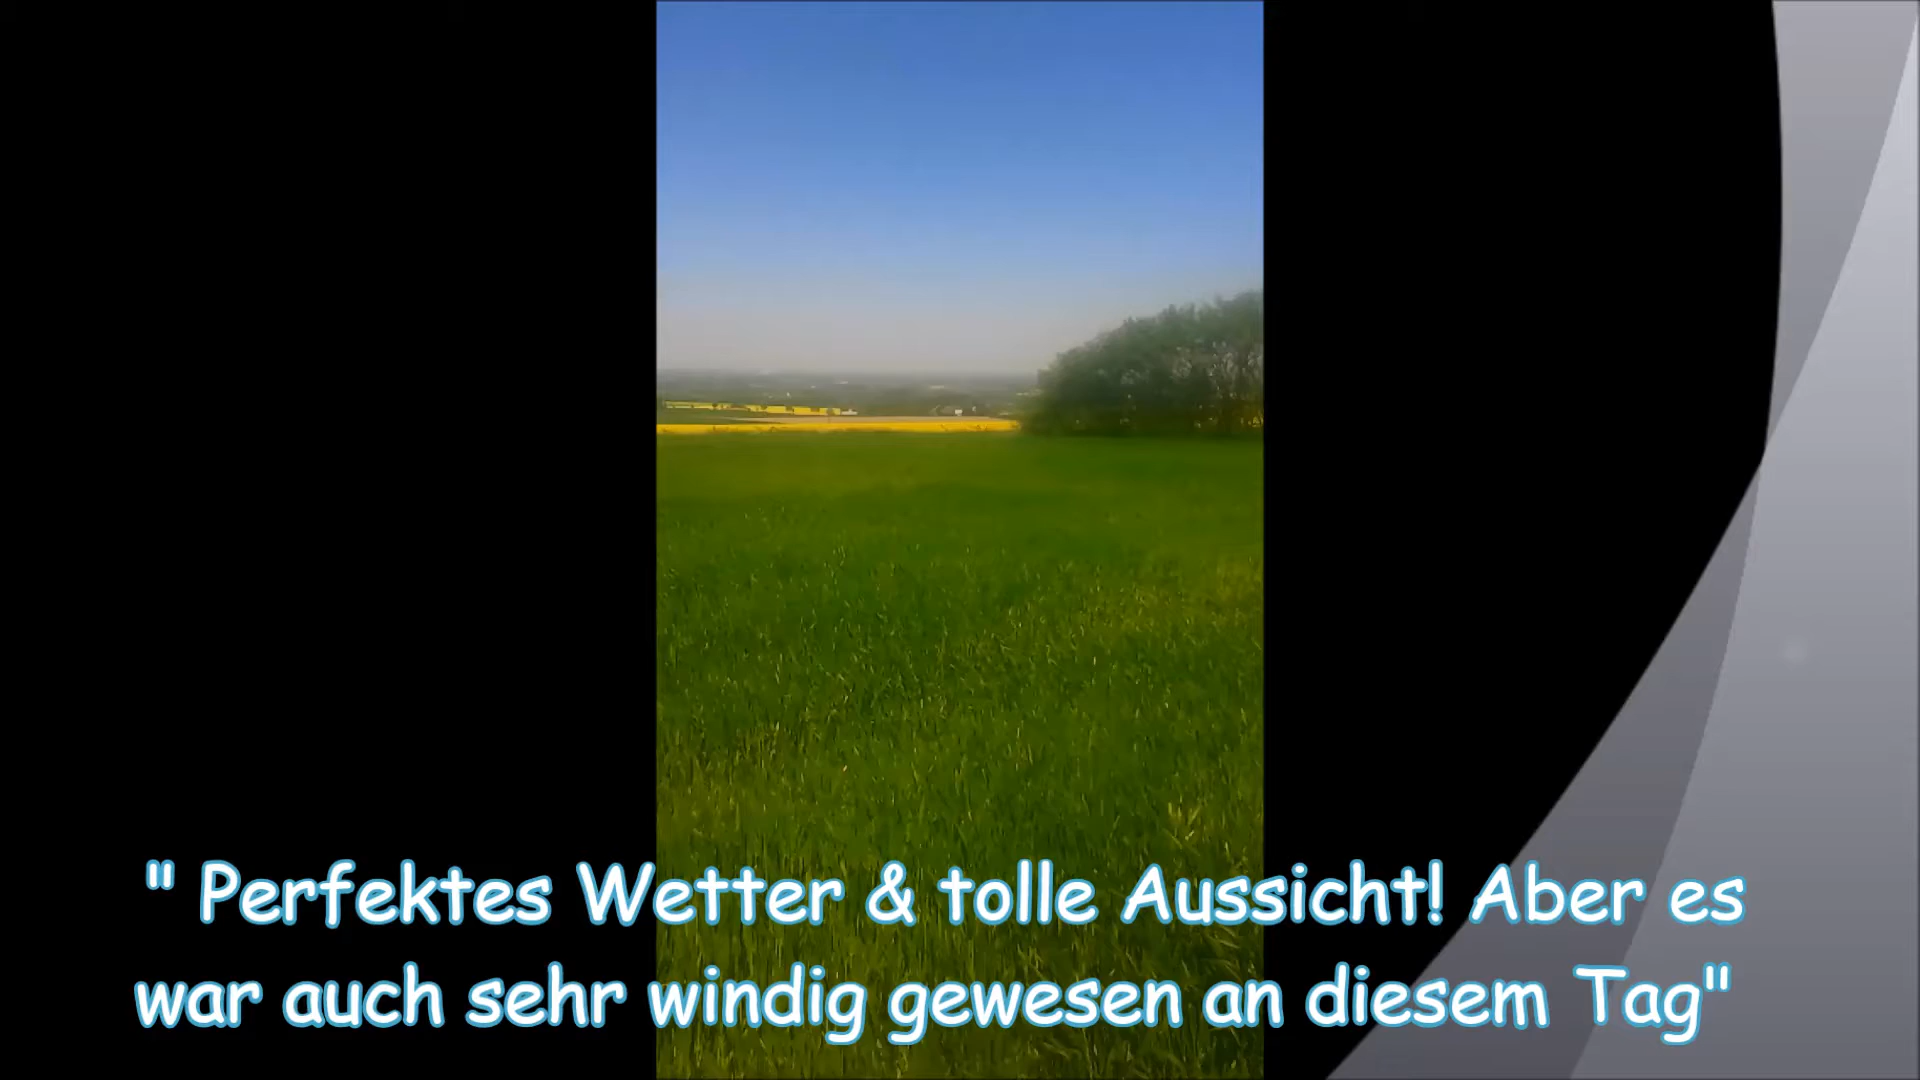 " Perfektes Wetter & tolle Aussicht! Aber es
war auch sehr windig gewesen an diesem Tag"